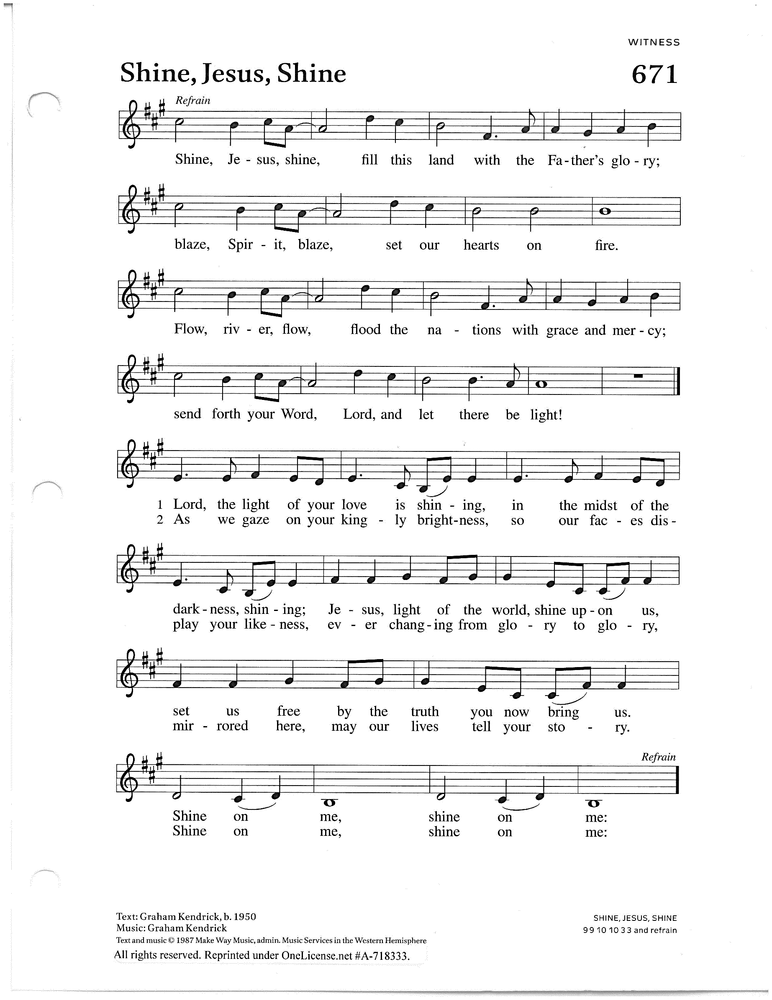 WITNESS
Shine, Jesus, Shine 671
Refrain
Shine, Je - sus, shine, fill this land with the Fa - ther's glo - ry;
blaze, Spir - it, blaze, set our hearts on fire.
Flow, riv - er, flow, flood the na - tions with grace and mer - cy;
send forth your Word, Lord, and let there be light!
1 Lord, the light of your love is shin - ing, in the midst of the
2 As we gaze on your king - ly bright - ness, so our fac - es dis -
dark - ness, shin - ing; Je - sus, light of the world, shine up - on us,
play your like - ness, ev - er chang - ing from glo - ry to glo - ry,
set us free by the truth you now bring us.
mir - rored here, may our lives tell your sto - ry.
Refrain
Shine on me, shine on me:
Shine on me, shine on me:
Text: Graham Kendrick, b. 1950
Music: Graham Kendrick
Text and music © 1987 Make Way Music, admin. Music Services in the Western Hemisphere
All rights reserved. Reprinted under OneLicense.net #A-718333.
SHINE, JESUS, SHINE
9 9 10 10 3 3 and refrain